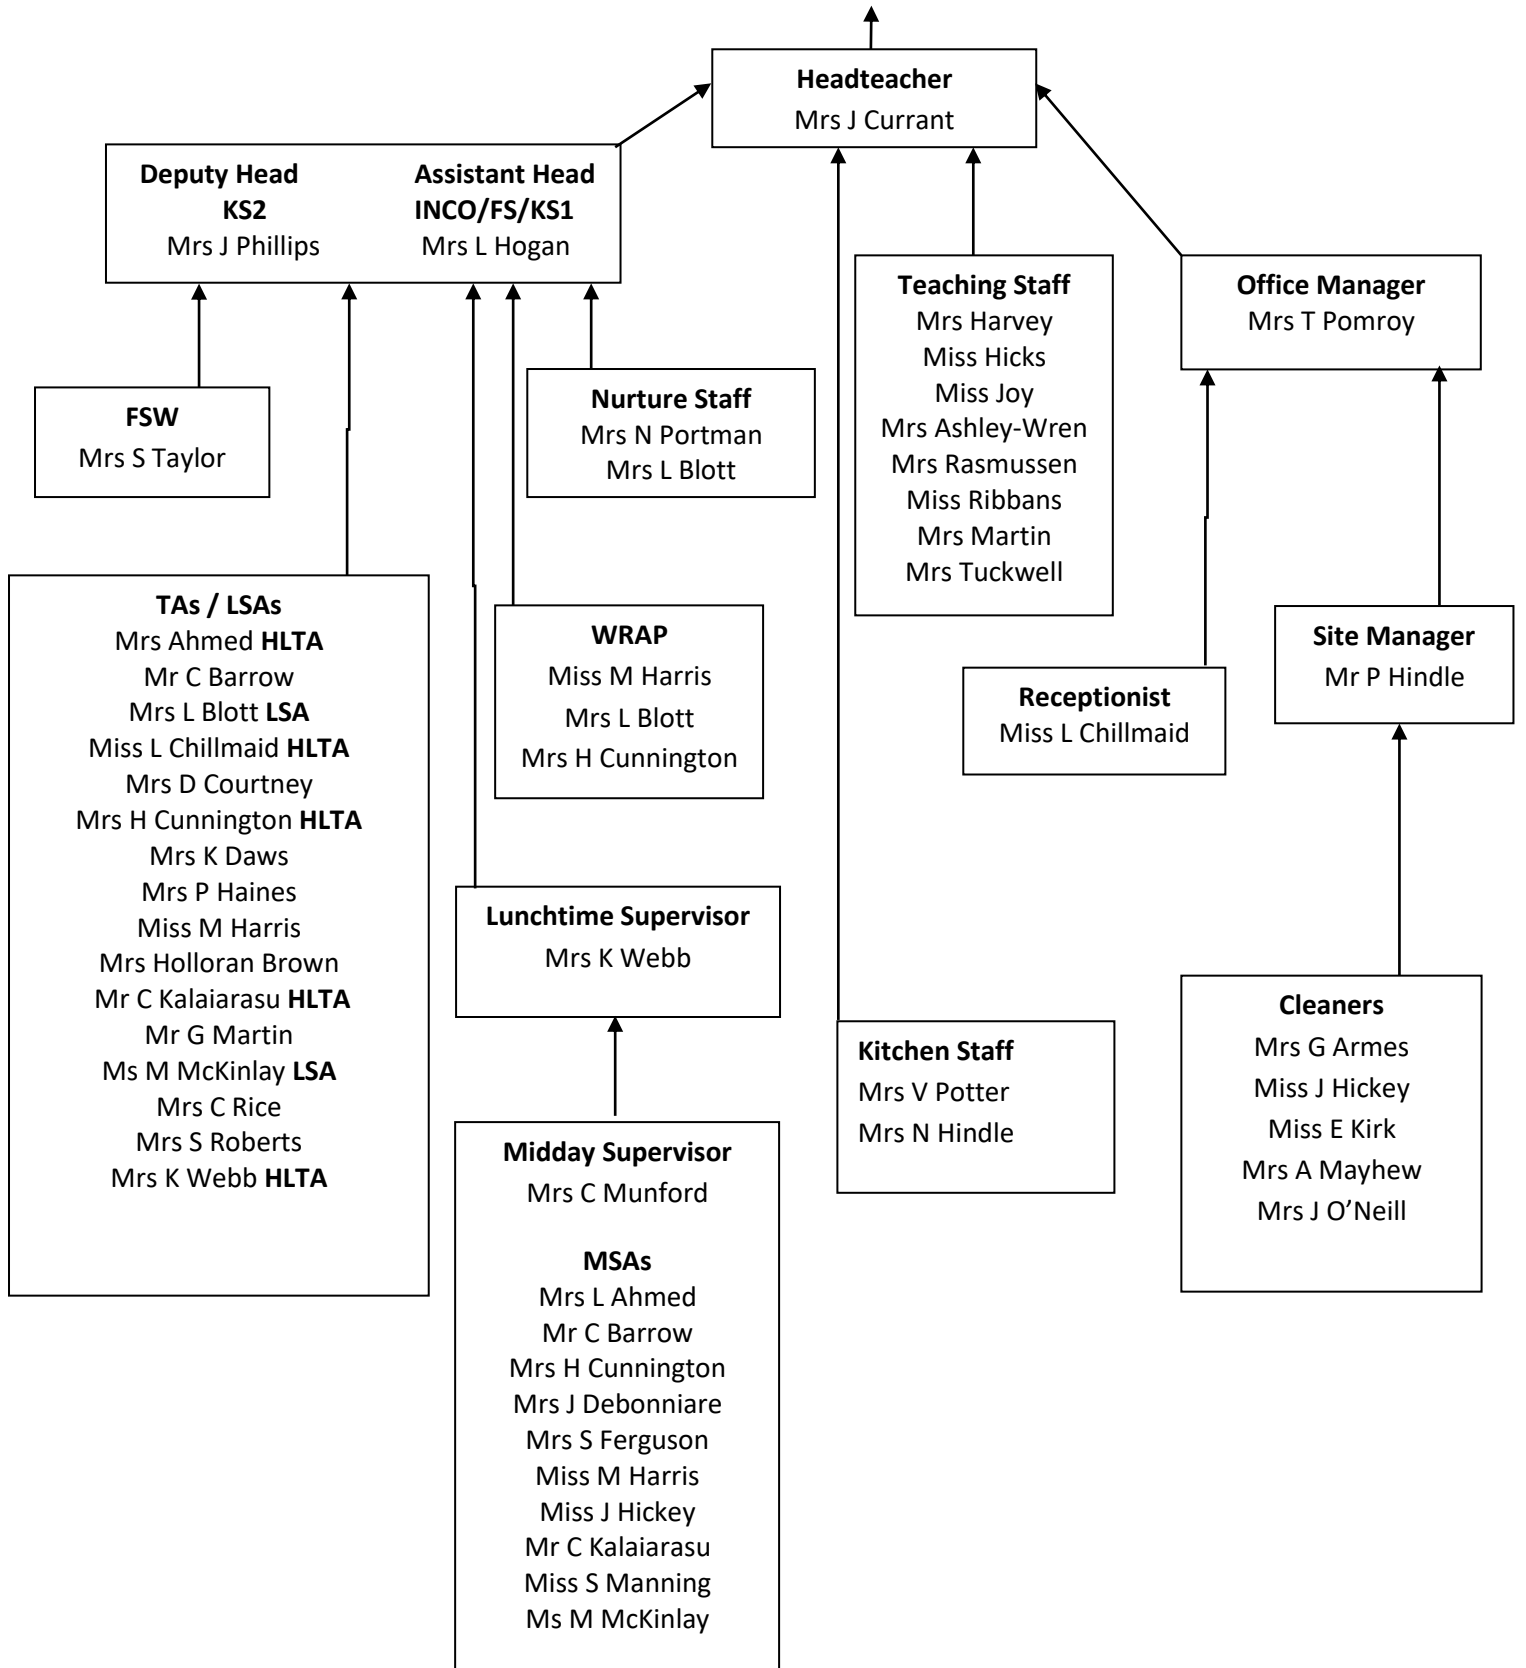 Headteacher
Mrs J Currant
Deputy Head
KS2
Mrs J Phillips
Assistant Head
INCO/FS/KS1
Mrs L Hogan
Teaching Staff
Mrs Harvey
Miss Hicks
Miss Joy
Mrs Ashley-Wren
Mrs Rasmussen
Miss Ribbans
Mrs Martin
Mrs Tuckwell
Office Manager
Mrs T Pomroy
FSW
Mrs S Taylor
Nurture Staff
Mrs N Portman
Mrs L Blott
TAs / LSAs
Mrs Ahmed HLTA
Mr C Barrow
Mrs L Blott LSA
Miss L Chillmaid HLTA
Mrs D Courtney
Mrs H Cunnington HLTA
Mrs K Daws
Mrs P Haines
Miss M Harris
Mrs Holloran Brown
Mr C Kalaiarasu HLTA
Mr G Martin
Ms M McKinlay LSA
Mrs C Rice
Mrs S Roberts
Mrs K Webb HLTA
WRAP
Miss M Harris
Mrs L Blott
Mrs H Cunnington
Receptionist
Miss L Chillmaid
Site Manager
Mr P Hindle
Lunchtime Supervisor
Mrs K Webb
Kitchen Staff
Mrs V Potter
Mrs N Hindle
Cleaners
Mrs G Armes
Miss J Hickey
Miss E Kirk
Mrs A Mayhew
Mrs J O’Neill
Midday Supervisor
Mrs C Munford
MSAs
Mrs L Ahmed
Mr C Barrow
Mrs H Cunnington
Mrs J Debonniare
Mrs S Ferguson
Miss M Harris
Miss J Hickey
Mr C Kalaiarasu
Miss S Manning
Ms M McKinlay